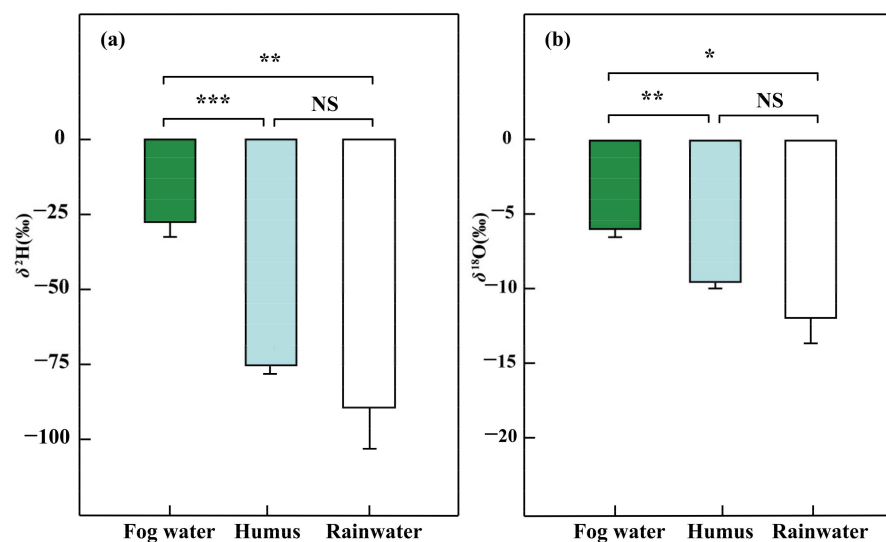 (a)
**
***
NS
0
−25
−50
−75
−100
δ²H(‰)
Fog water
Humus
Rainwater
(b)
*
**
NS
0
−5
−10
−15
−20
δ¹⁸O(‰)
Fog water
Humus
Rainwater